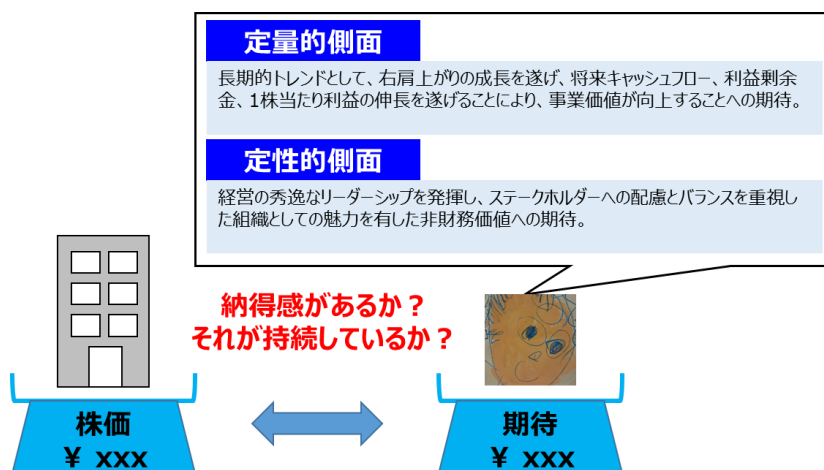 定量的側面
長期的トレンドとして、右肩上がりの成長を遂げ、将来キャッシュフロー、利益剰余
金、1株当たり利益の伸長を遂げることにより、事業価値が向上することへの期待。
定性的側面
経営の秀逸なリーダーシップを発揮し、ステークホルダーへの配慮とバランスを重視し
た組織としての魅力を有した非財務価値への期待。
納得感があるか？
それが持続しているか？
株価
¥ xxx
期待
¥ xxx